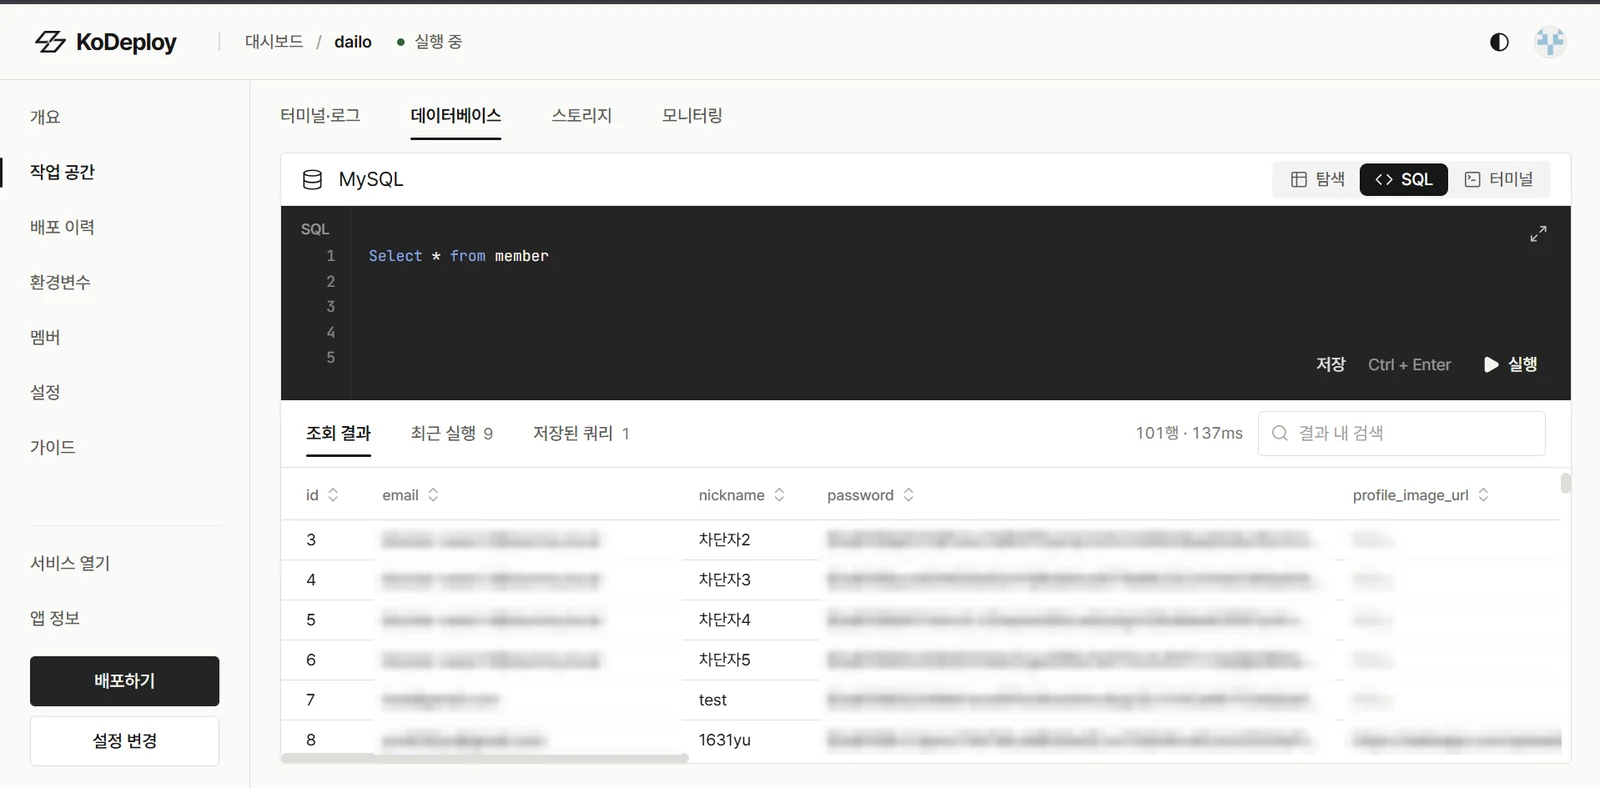 KoDeploy
대시보드 / dailo 실행 중
개요
작업 공간
배포 이력
환경변수
멤버
설정
가이드
서비스 열기
앱 정보
배포하기
설정 변경
터미널·로그 데이터베이스 스토리지 모니터링
MySQL
탐색 <> SQL 터미널
SQL
1 Select * from member
2
3
4
5
저장 Ctrl + Enter 실행
조회 결과 최근 실행 9 저장된 쿼리 1
101행 · 137ms 결과 내 검색
id email nickname password profile_image_url
3 차단자2
4 차단자3
5 차단자4
6 차단자5
7 test
8 1631yu